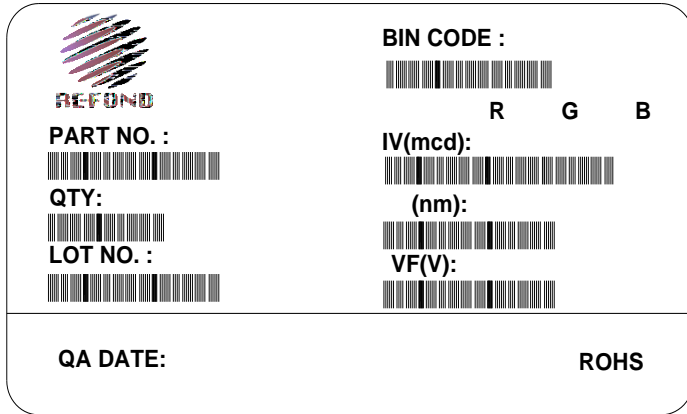 REFOND
PART NO. :
QTY:
LOT NO. :
BIN CODE :
R G B
IV(mcd):
(nm):
VF(V):
QA DATE:
ROHS